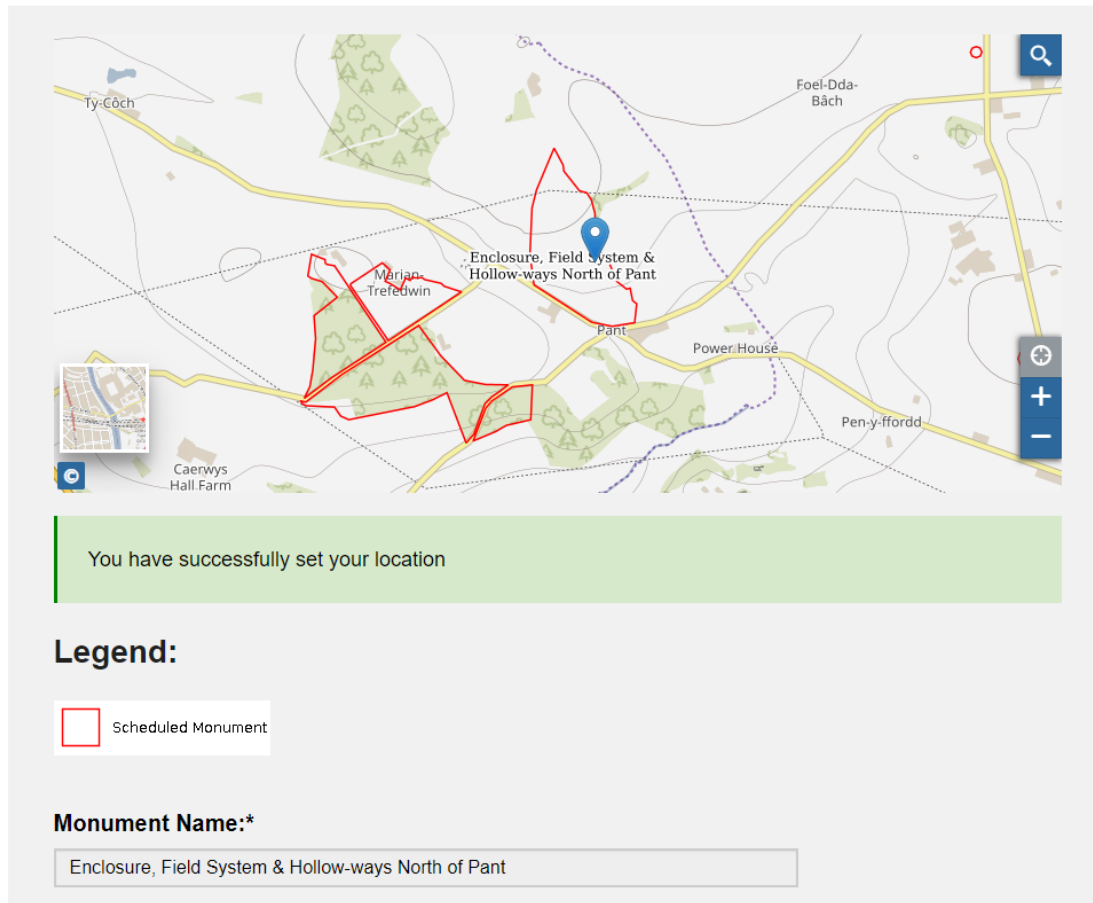 Foel-Dda-
Bâch
Ty-Côch
Enclosure, Field System &
Hollow-ways North of Pant
Marian-
Trefedwin
Pant
Power House
Pen-y-ffordd
Caerwys
Hall Farm
©
You have successfully set your location
Legend:
Scheduled Monument
Monument Name:*
Enclosure, Field System & Hollow-ways North of Pant